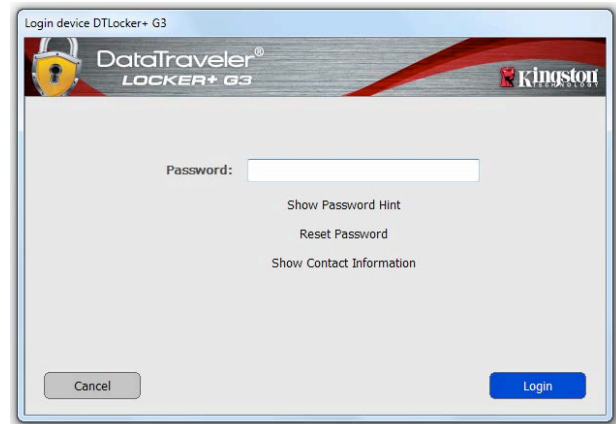 Login device DTLocker+ G3
DataTraveler®
LOCKER+ G3
Kingston
TECHNOLOGY
Password:
Show Password Hint
Reset Password
Show Contact Information
Cancel
Login